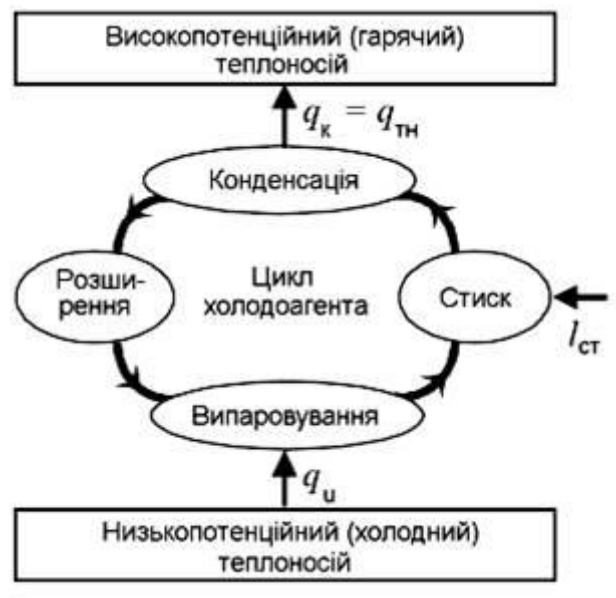 Високопотенційний (гарячий)
теплоносій
qк = qтн
Конденсація
Розши-
рення
Цикл
холодоагента
Стиск
lст
Випаровування
qu
Низькопотенційний (холодний)
теплоносій